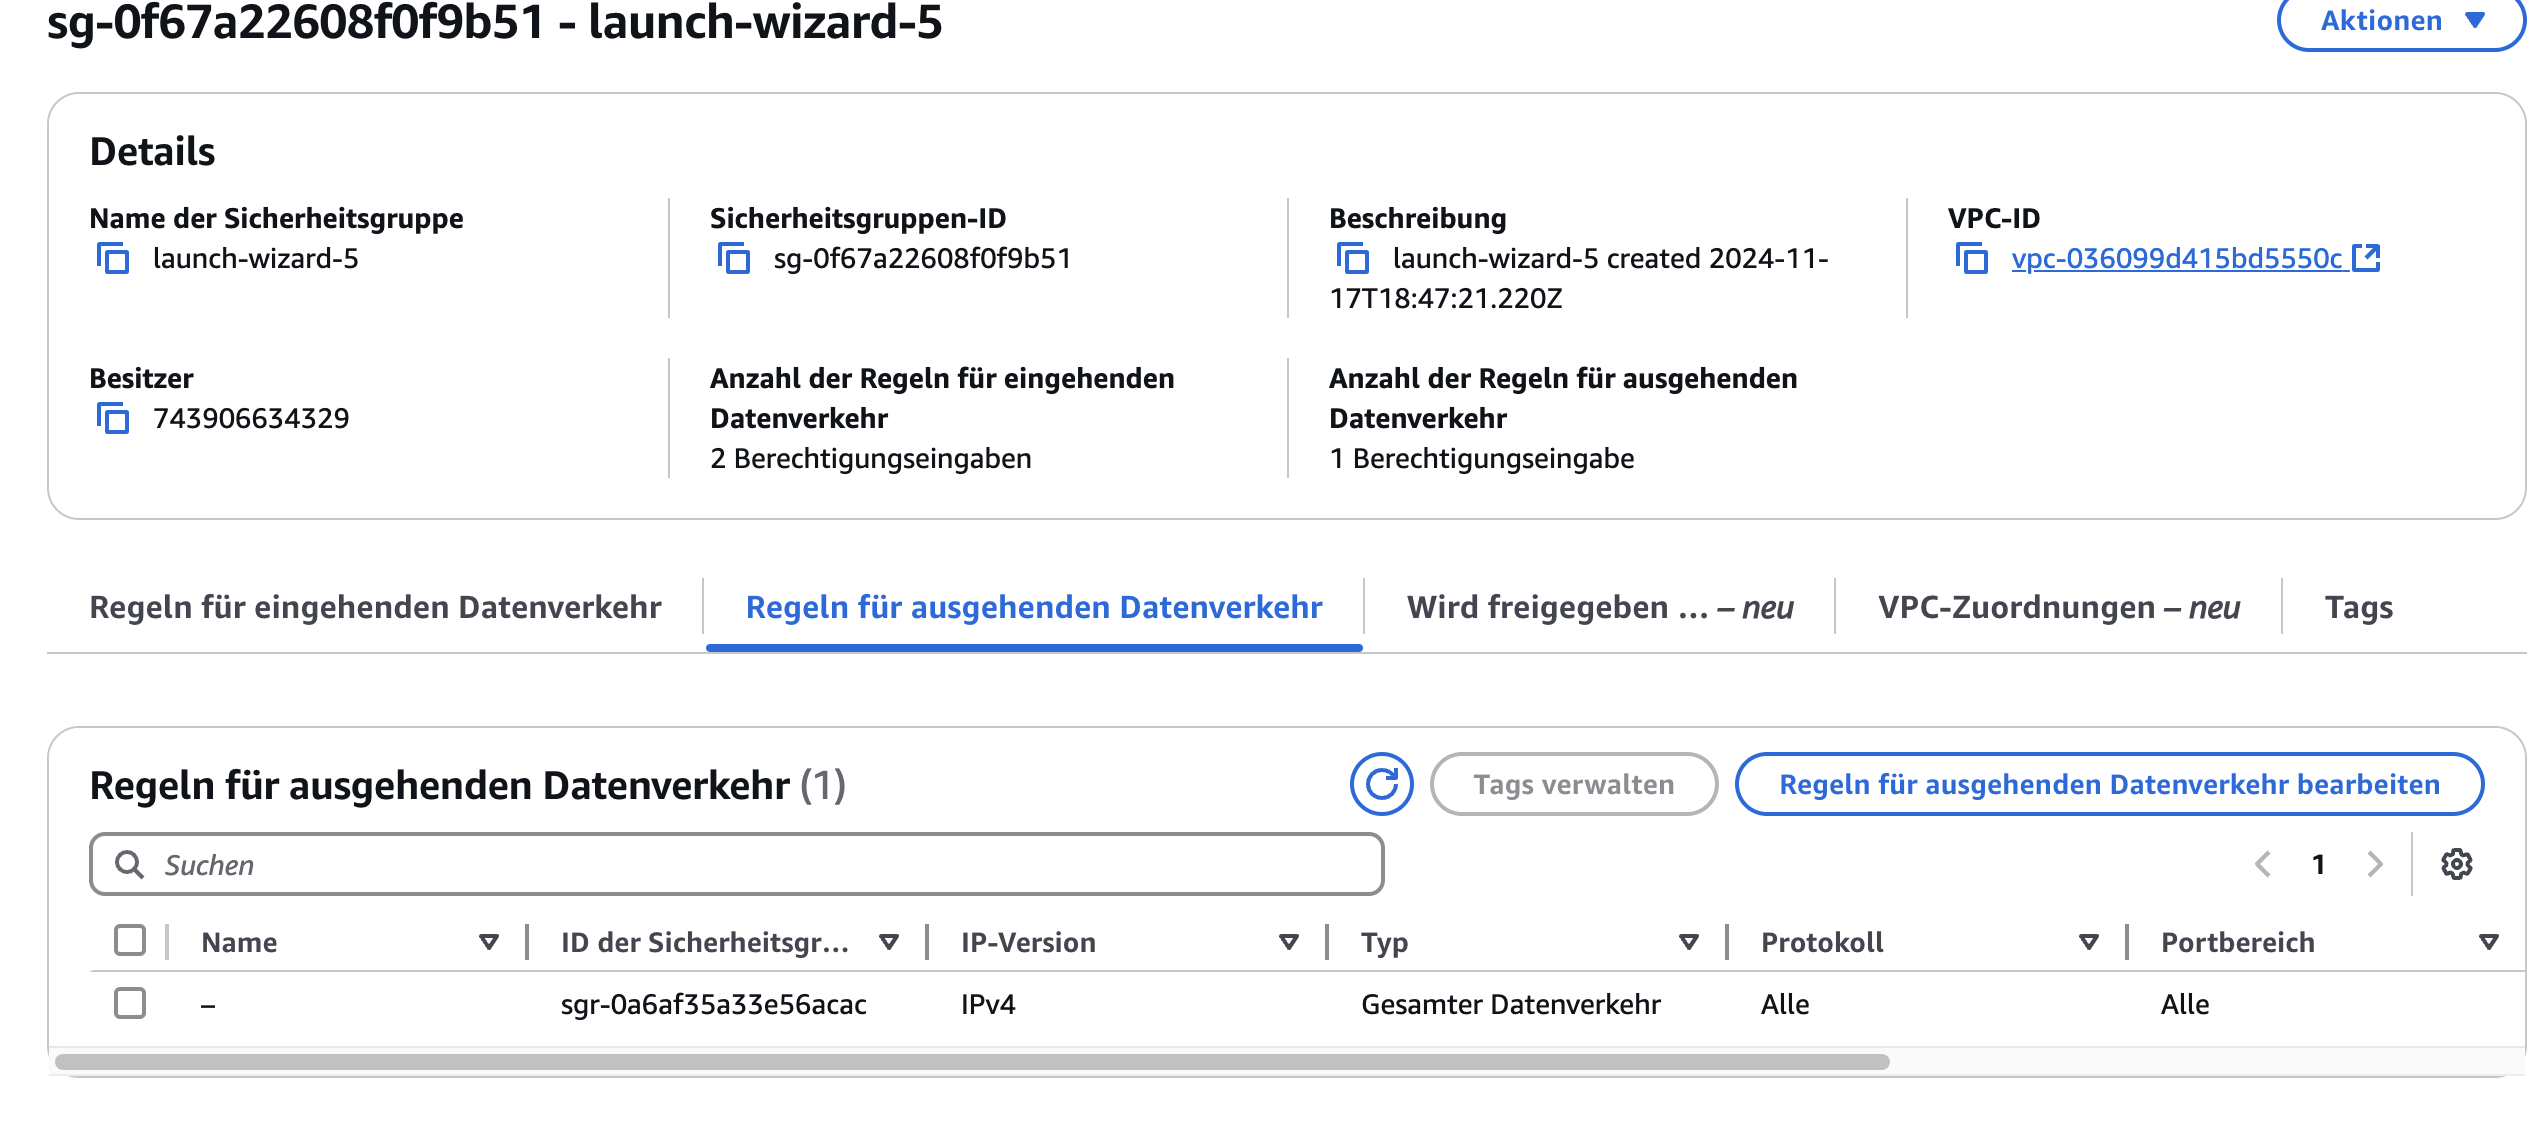 sg-0f67a22608f0f9b51 - launch-wizard-5
Aktionen
Details
Name der Sicherheitsgruppe
launch-wizard-5
Sicherheitsgruppen-ID
sg-0f67a22608f0f9b51
Beschreibung
launch-wizard-5 created 2024-11-
17T18:47:21.220Z
VPC-ID
vpc-036099d415bd5550c
Besitzer
743906634329
Anzahl der Regeln für eingehenden
Datenverkehr
2 Berechtigungseingaben
Anzahl der Regeln für ausgehenden
Datenverkehr
1 Berechtigungseingabe
Regeln für eingehenden Datenverkehr
Regeln für ausgehenden Datenverkehr
Wird freigegeben ... – neu
VPC-Zuordnungen – neu
Tags
Regeln für ausgehenden Datenverkehr (1)
Tags verwalten
Regeln für ausgehenden Datenverkehr bearbeiten
Suchen
1
Name
ID der Sicherheitsgr...
IP-Version
Typ
Protokoll
Portbereich
–
sgr-0a6af35a33e56acac
IPv4
Gesamter Datenverkehr
Alle
Alle